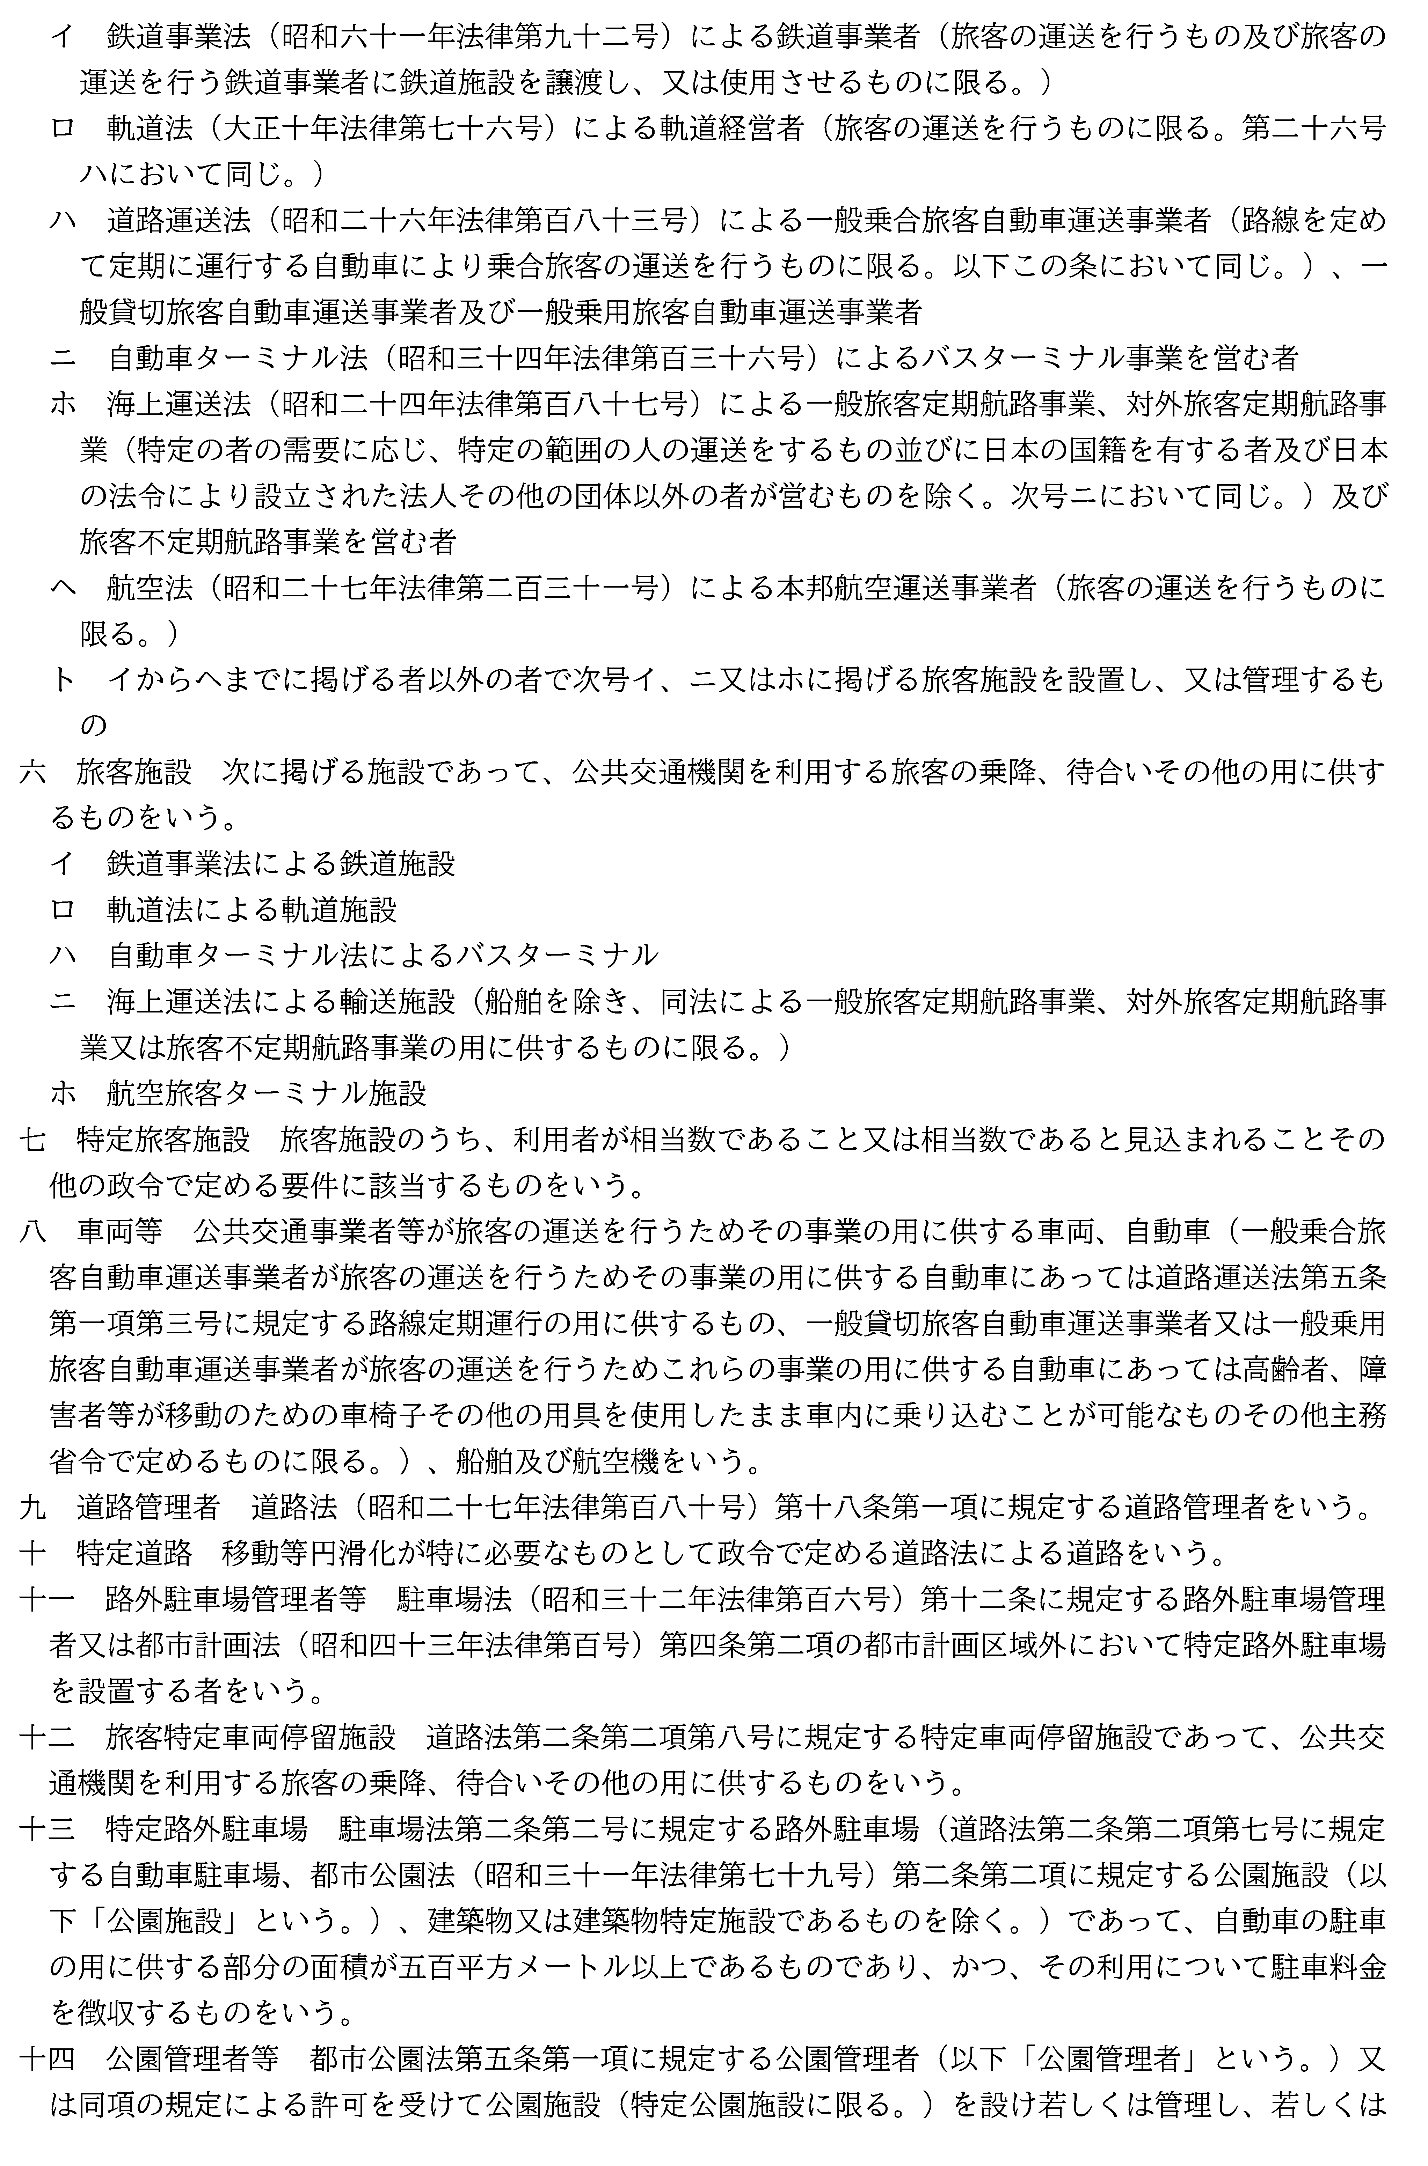 イ　鉄道事業法（昭和六十一年法律第九十二号）による鉄道事業者（旅客の運送を行うもの及び旅客の
運送を行う鉄道事業者に鉄道施設を譲渡し、又は使用させるものに限る。）
ロ　軌道法（大正十年法律第七十六号）による軌道経営者（旅客の運送を行うものに限る。第二十六号
ハにおいて同じ。）
ハ　道路運送法（昭和二十六年法律第百八十三号）による一般乗合旅客自動車運送事業者（路線を定め
て定期に運行する自動車により乗合旅客の運送を行うものに限る。以下この条において同じ。）、一
般貸切旅客自動車運送事業者及び一般乗用旅客自動車運送事業者
ニ　自動車ターミナル法（昭和三十四年法律第百三十六号）によるバスターミナル事業を営む者
ホ　海上運送法（昭和二十四年法律第百八十七号）による一般旅客定期航路事業、対外旅客定期航路事
業（特定の者の需要に応じ、特定の範囲の人の運送をするもの並びに日本の国籍を有する者及び日本
の法令により設立された法人その他の団体以外の者が営むものを除く。次号ニにおいて同じ。）及び
旅客不定期航路事業を営む者
ヘ　航空法（昭和二十七年法律第二百三十一号）による本邦航空運送事業者（旅客の運送を行うものに
限る。）
ト　イからヘまでに掲げる者以外の者で次号イ、ニ又はホに掲げる旅客施設を設置し、又は管理するも
の
六　旅客施設　次に掲げる施設であって、公共交通機関を利用する旅客の乗降、待合いその他の用に供す
るものをいう。
イ　鉄道事業法による鉄道施設
ロ　軌道法による軌道施設
ハ　自動車ターミナル法によるバスターミナル
ニ　海上運送法による輸送施設（船舶を除き、同法による一般旅客定期航路事業、対外旅客定期航路事
業又は旅客不定期航路事業の用に供するものに限る。）
ホ　航空旅客ターミナル施設
七　特定旅客施設　旅客施設のうち、利用者が相当数であること又は相当数であると見込まれることその
他の政令で定める要件に該当するものをいう。
八　車両等　公共交通事業者等が旅客の運送を行うためその事業の用に供する車両、自動車（一般乗合旅
客自動車運送事業者が旅客の運送を行うためその事業の用に供する自動車にあっては道路運送法第五条
第一項第三号に規定する路線定期運行の用に供するもの、一般貸切旅客自動車運送事業者又は一般乗用
旅客自動車運送事業者が旅客の運送を行うためこれらの事業の用に供する自動車にあっては高齢者、障
害者等が移動のための車椅子その他の用具を使用したまま車内に乗り込むことが可能なものその他主務
省令で定めるものに限る。）、船舶及び航空機をいう。
九　道路管理者　道路法（昭和二十七年法律第百八十号）第十八条第一項に規定する道路管理者をいう。
十　特定道路　移動等円滑化が特に必要なものとして政令で定める道路法による道路をいう。
十一　路外駐車場管理者等　駐車場法（昭和三十二年法律第百六号）第十二条に規定する路外駐車場管理
者又は都市計画法（昭和四十三年法律第百号）第四条第二項の都市計画区域外において特定路外駐車場
を設置する者をいう。
十二　旅客特定車両停留施設　道路法第二条第二項第八号に規定する特定車両停留施設であって、公共交
通機関を利用する旅客の乗降、待合いその他の用に供するものをいう。
十三　特定路外駐車場　駐車場法第二条第二号に規定する路外駐車場（道路法第二条第二項第七号に規定
する自動車駐車場、都市公園法（昭和三十一年法律第七十九号）第二条第二項に規定する公園施設（以
下「公園施設」という。）、建築物又は建築物特定施設であるものを除く。）であって、自動車の駐車
の用に供する部分の面積が五百平方メートル以上であるものであり、かつ、その利用について駐車料金
を徴収するものをいう。
十四　公園管理者等　都市公園法第五条第一項に規定する公園管理者（以下「公園管理者」という。）又
は同項の規定による許可を受けて公園施設（特定公園施設に限る。）を設け若しくは管理し、若しくは